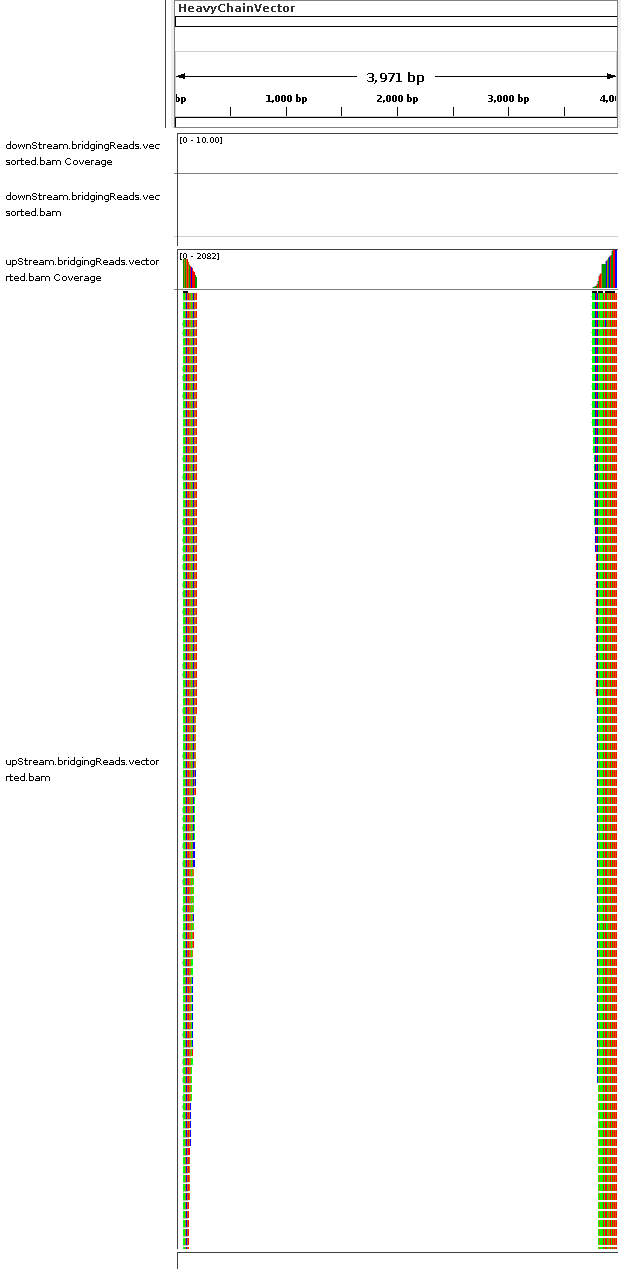 HeavyChainVector
3,971 bp
bp
1,000 bp
2,000 bp
3,000 bp
4,0
downStream.bridgingReads.vec
sorted.bam Coverage
[0 - 10.00]
downStream.bridgingReads.vec
sorted.bam
upStream.bridgingReads.vector
rted.bam Coverage
[0 - 2082]
upStream.bridgingReads.vector
rted.bam